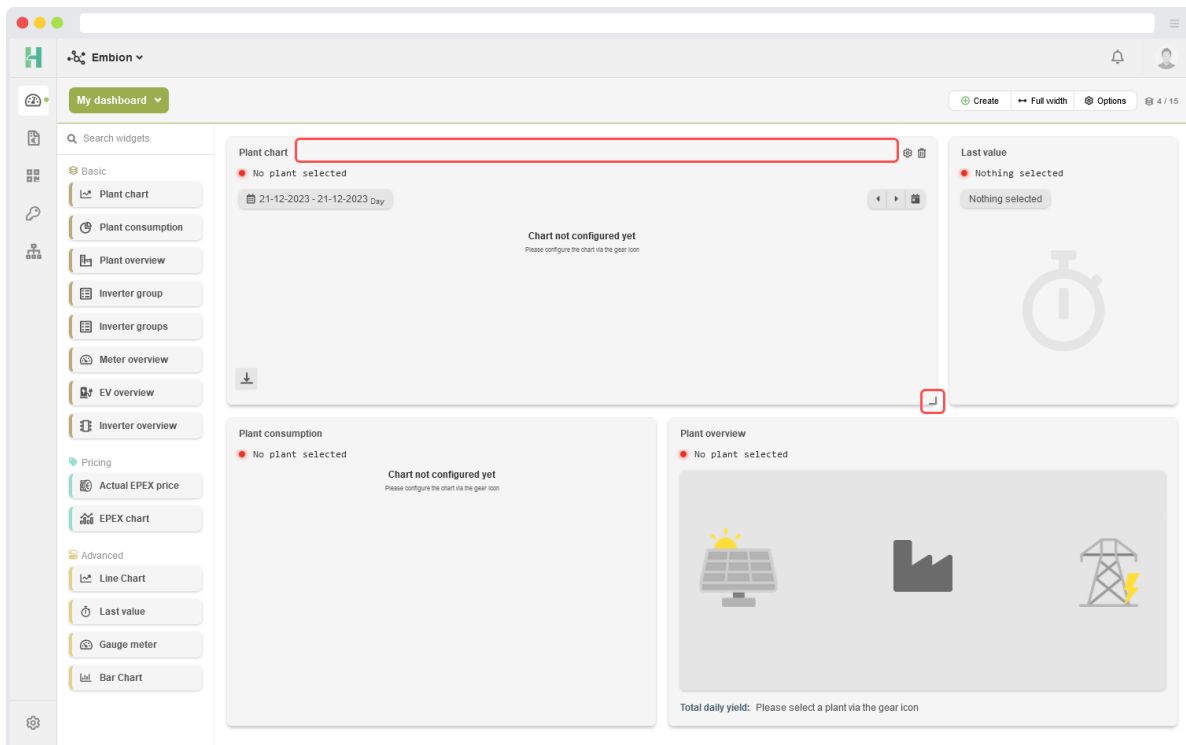 Embion
My dashboard
Create
Full width
Options
4 / 15
Search widgets
Basic
Plant chart
Plant consumption
Plant overview
Inverter group
Inverter groups
Meter overview
EV overview
Inverter overview
Pricing
Actual EPEX price
EPEX chart
Advanced
Line Chart
Last value
Gauge meter
Bar Chart
Plant chart
No plant selected
21-12-2023 - 21-12-2023 Day
Chart not configured yet
Please configure the chart via the gear icon
Last value
Nothing selected
Nothing selected
Plant consumption
No plant selected
Chart not configured yet
Please configure the chart via the gear icon
Plant overview
No plant selected
Total daily yield: Please select a plant via the gear icon